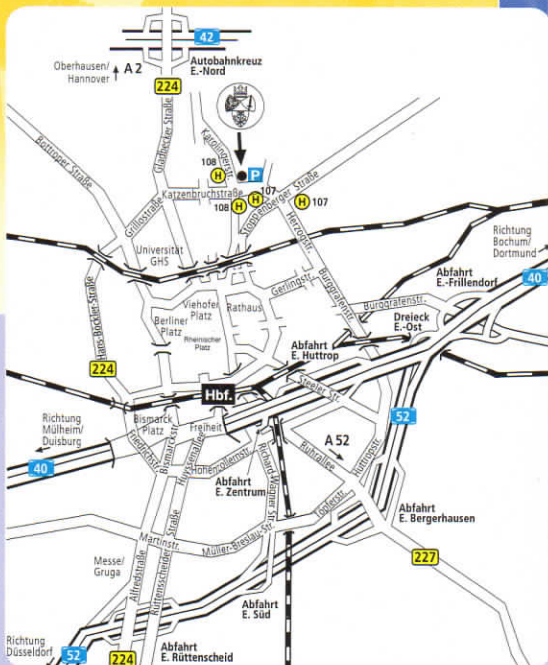 42
Oberhausen/
Hannover
A 2
Autobahnkreuz
E.-Nord
224
Bottroper Straße
Gladbecker Straße
Karolingerstr.
108
H
P
Katzenbruchstraße
107
H
108
H
H
107
Stoppenberger Straße
Grillostraße
Herzogstr.
Universität
GHS
Richtung
Bochum/
Dortmund
40
Abfahrt
E.-Frillendorf
Gerlingstr.
Burggrafenstr.
Burggrafenstr.
Hans-Böckler-Straße
Viehofer
Platz
Rathaus
Berliner
Platz
Rheinischer
Platz
Dreieck
E.-Ost
Abfahrt
E. Huttrop
224
Hbf.
Steeler Str.
Richtung
Mülheim/
Duisburg
Bismarck
Platz
Freiheit
52
A 52
40
Friedrichstr.
Bismarckstr.
Huyssenallee
Hohenzollernstr.
Richard Wagner Str.
Ruhrallee
Huttropstr.
Abfahrt
E. Zentrum
Töpferstr.
Abfahrt
E. Bergerhausen
Martinstr.
Müller-Breslau-Str.
227
Messe/
Gruga
Alfredstraße
Rüttenscheider Straße
Abfahrt
E. Süd
Richtung
Düsseldorf
52
224
Abfahrt
E. Rüttenscheid